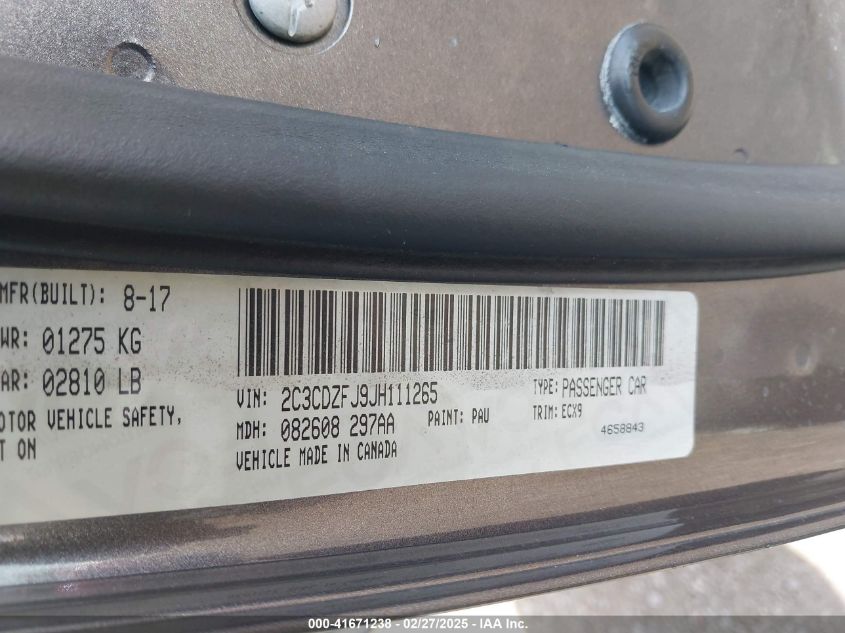 MFR(BUILT): 8-17
WR: 01275 KG
AR: 02810 LB
OTOR VEHICLE SAFETY,
T ON
VIN: 2C3CDZFJ9JH111265
TYPE: PASSENGER CAR
MDH: 082608 297AA
PAINT: PAU
TRIM: ECX9
VEHICLE MADE IN CANADA
4658843
000-41671238 - 02/27/2025 - IAA Inc.